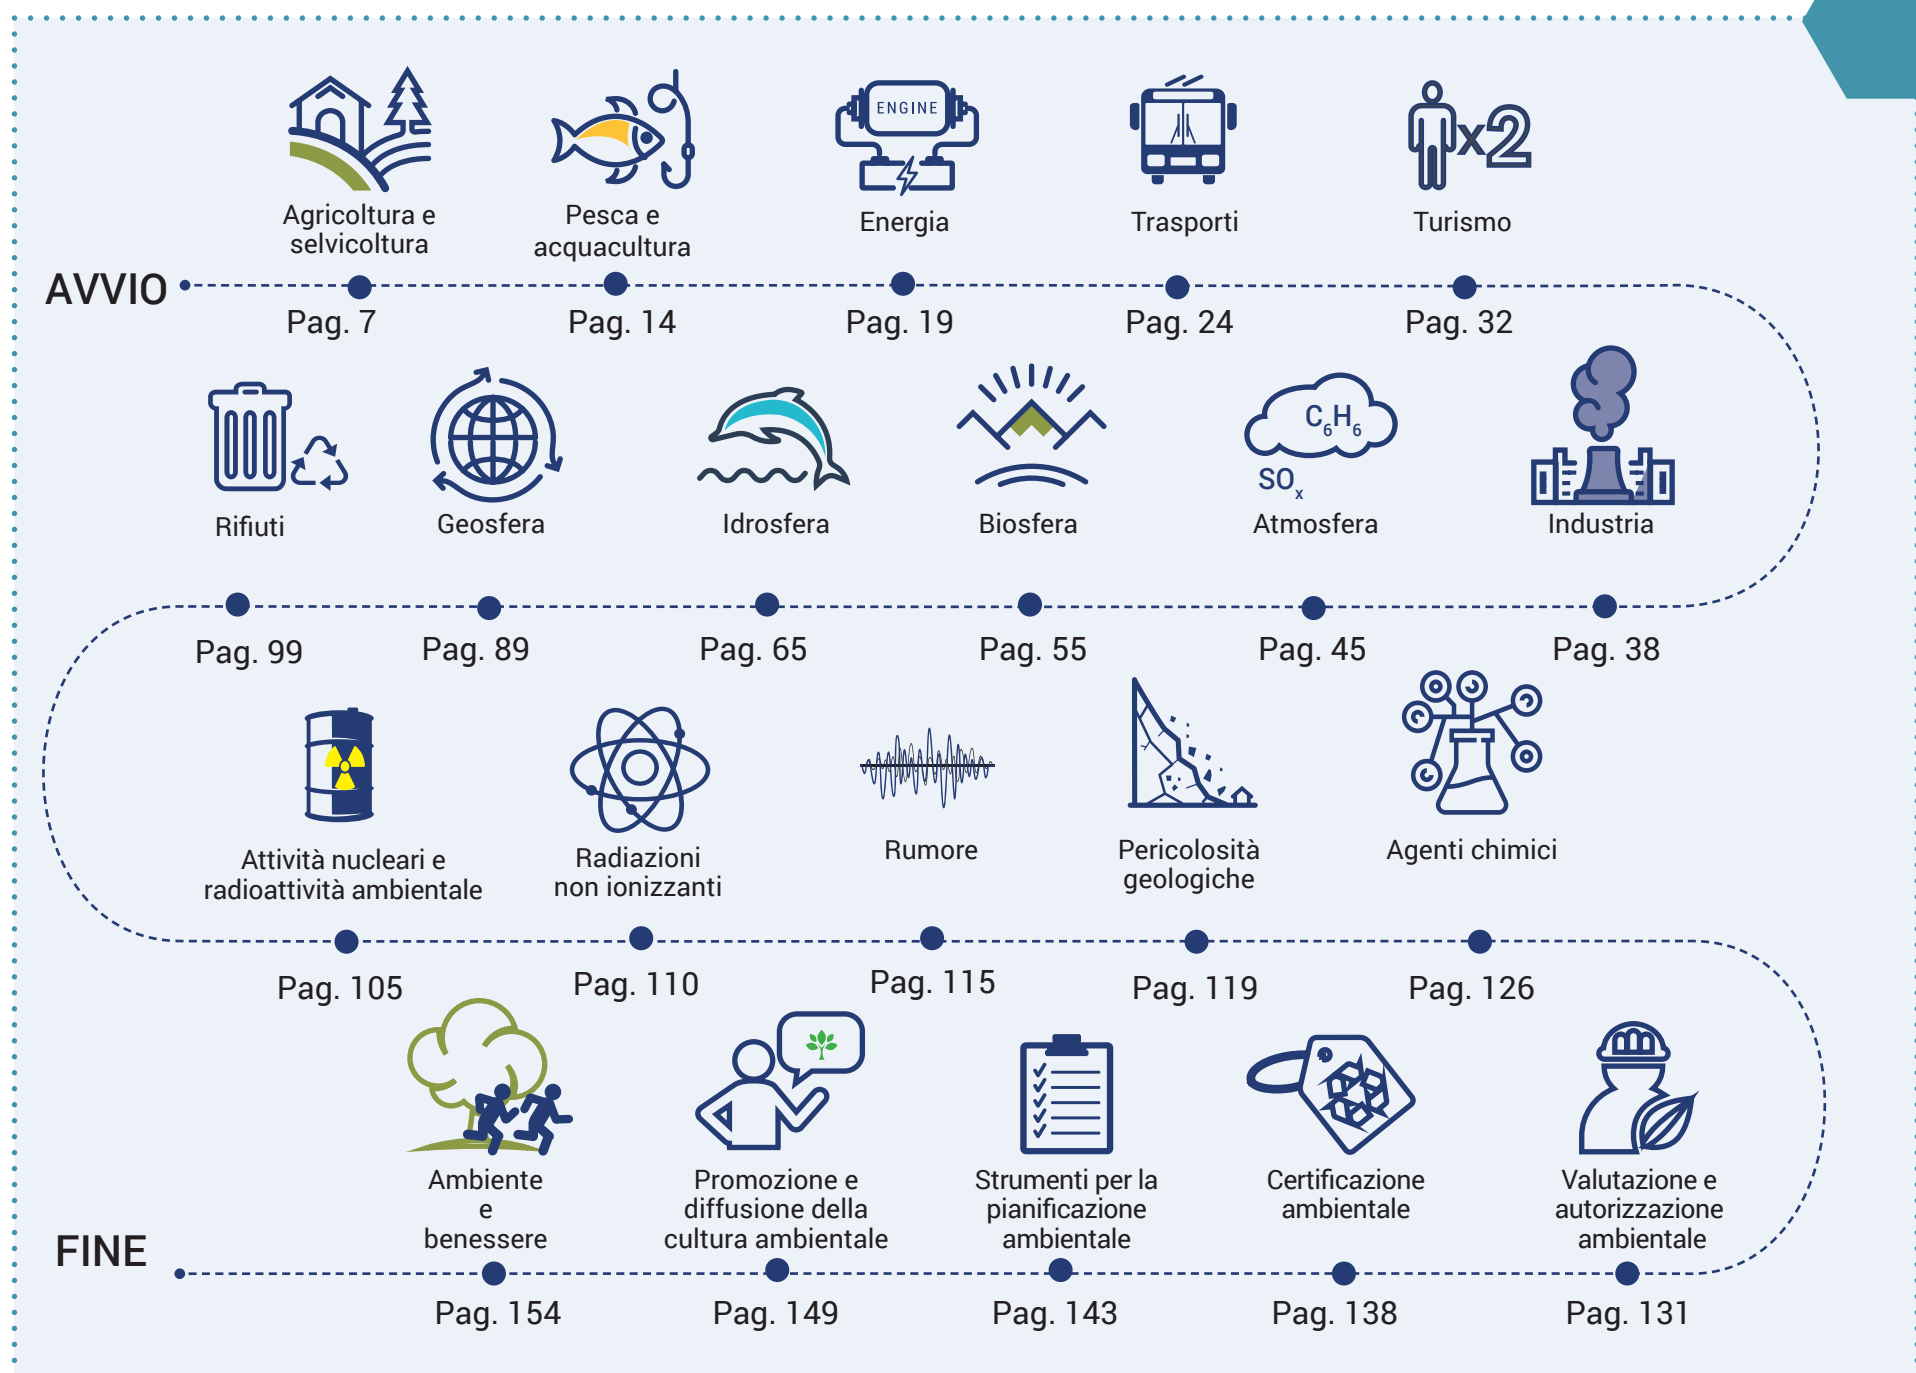 ENGINE
x2
Agricoltura e
selvicoltura
Pesca e
acquacultura
Energia
Trasporti
Turismo
AVVIO
Pag. 7
Pag. 14
Pag. 19
Pag. 24
Pag. 32
C6H6
SOx
Rifiuti
Geosfera
Idrosfera
Biosfera
Atmosfera
Industria
Pag. 99
Pag. 89
Pag. 65
Pag. 55
Pag. 45
Pag. 38
Attività nucleari e
radioattività ambientale
Radiazioni
non ionizzanti
Rumore
Pericolosità
geologiche
Agenti chimici
Pag. 105
Pag. 110
Pag. 115
Pag. 119
Pag. 126
Ambiente
e
benessere
Promozione e
diffusione della
cultura ambientale
Strumenti per la
pianificazione
ambientale
Certificazione
ambientale
Valutazione e
autorizzazione
ambientale
FINE
Pag. 154
Pag. 149
Pag. 143
Pag. 138
Pag. 131